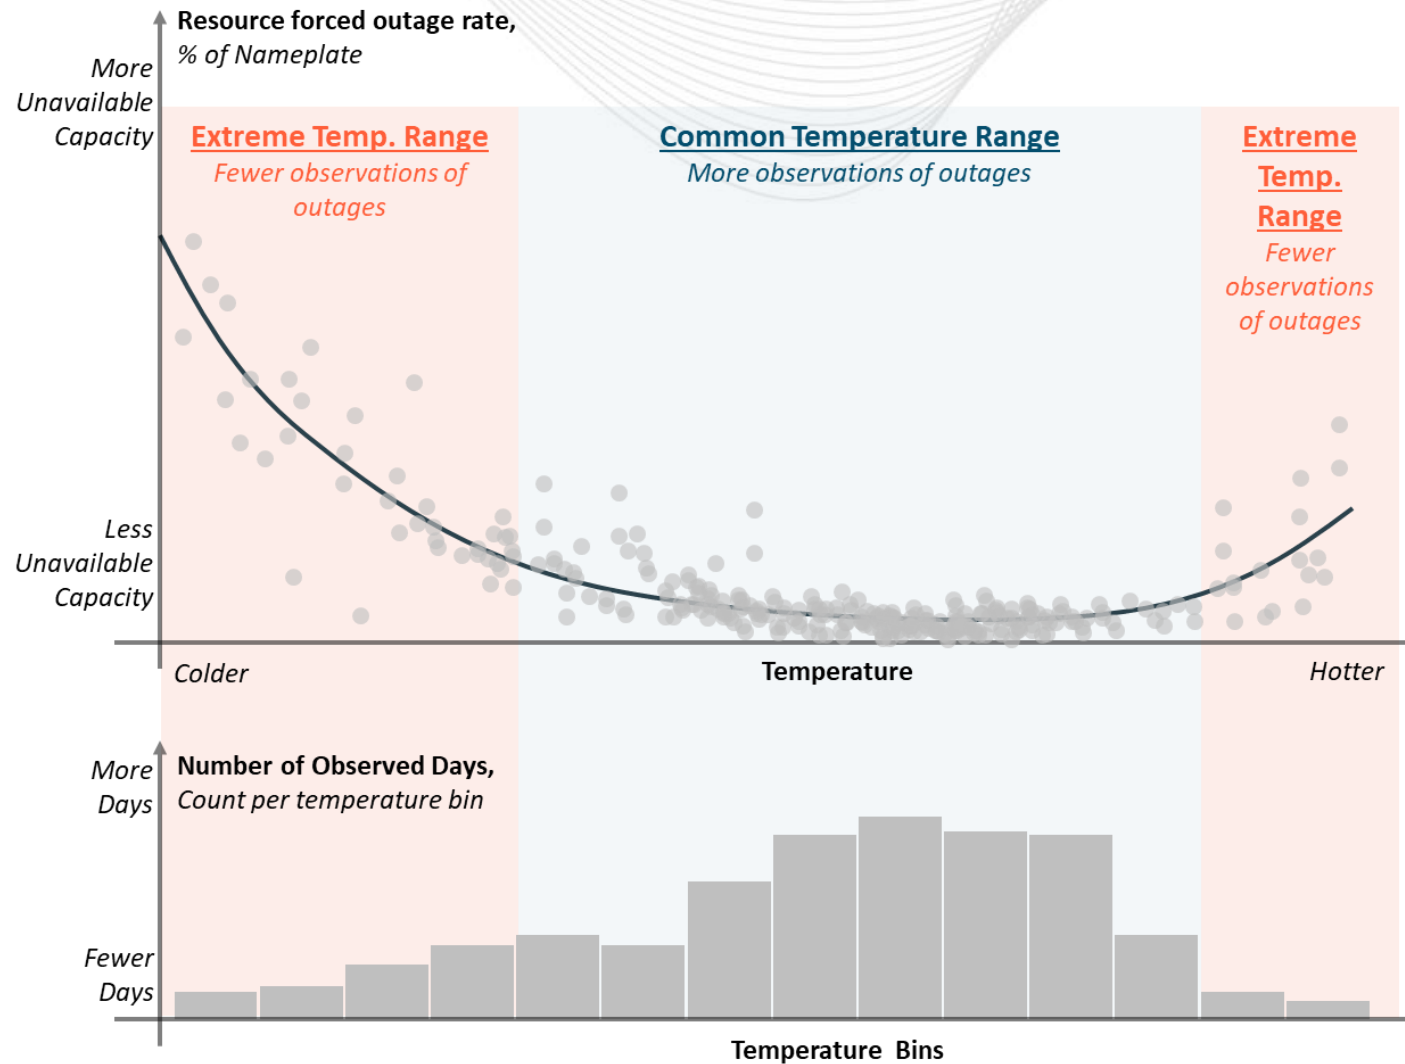 Resource forced outage rate,
% of Nameplate
More
Unavailable
Capacity
Extreme Temp. Range
Fewer observations of
outages
Common Temperature Range
More observations of outages
Extreme
Temp.
Range
Fewer
observations
of outages
Less
Unavailable
Capacity
Colder
Temperature
Hotter
More
Days
Number of Observed Days,
Count per temperature bin
Fewer
Days
Temperature Bins